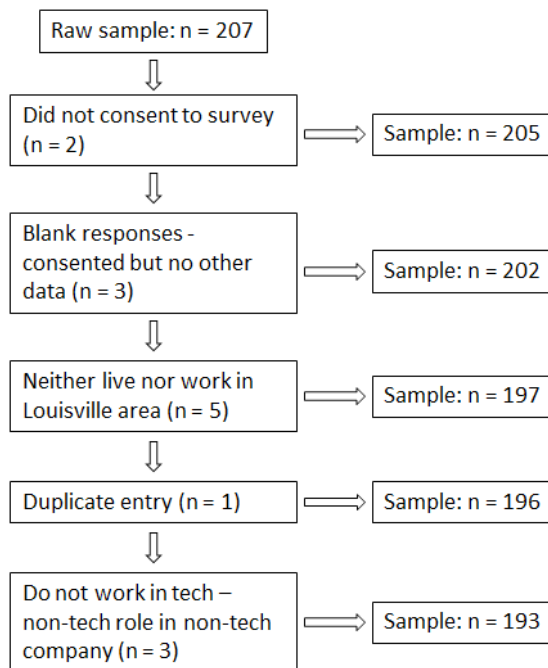 Raw sample: n = 207
Did not consent to survey
(n = 2)
Sample: n = 205
Blank responses -
consented but no other
data (n = 3)
Sample: n = 202
Neither live nor work in
Louisville area (n = 5)
Sample: n = 197
Duplicate entry (n = 1)
Sample: n = 196
Do not work in tech –
non-tech role in non-tech
company (n = 3)
Sample: n = 193